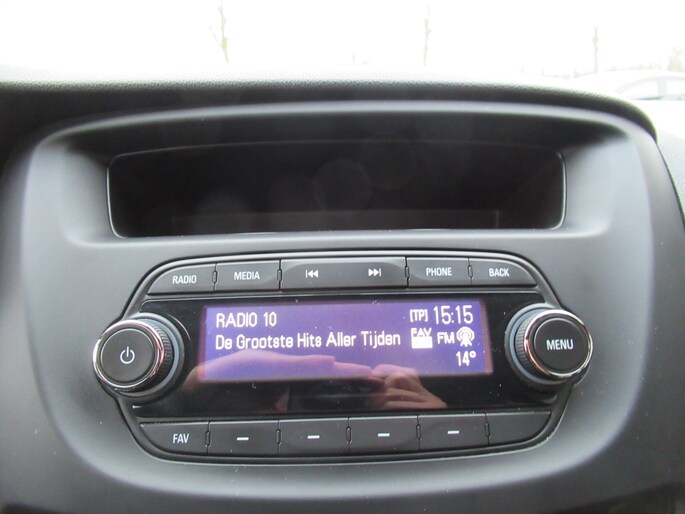 RADIO MEDIA PHONE BACK
RADIO 10 [TP] 15:15
De Grootste Hits Aller Tijden FAV FM
14°
MENU
FAV